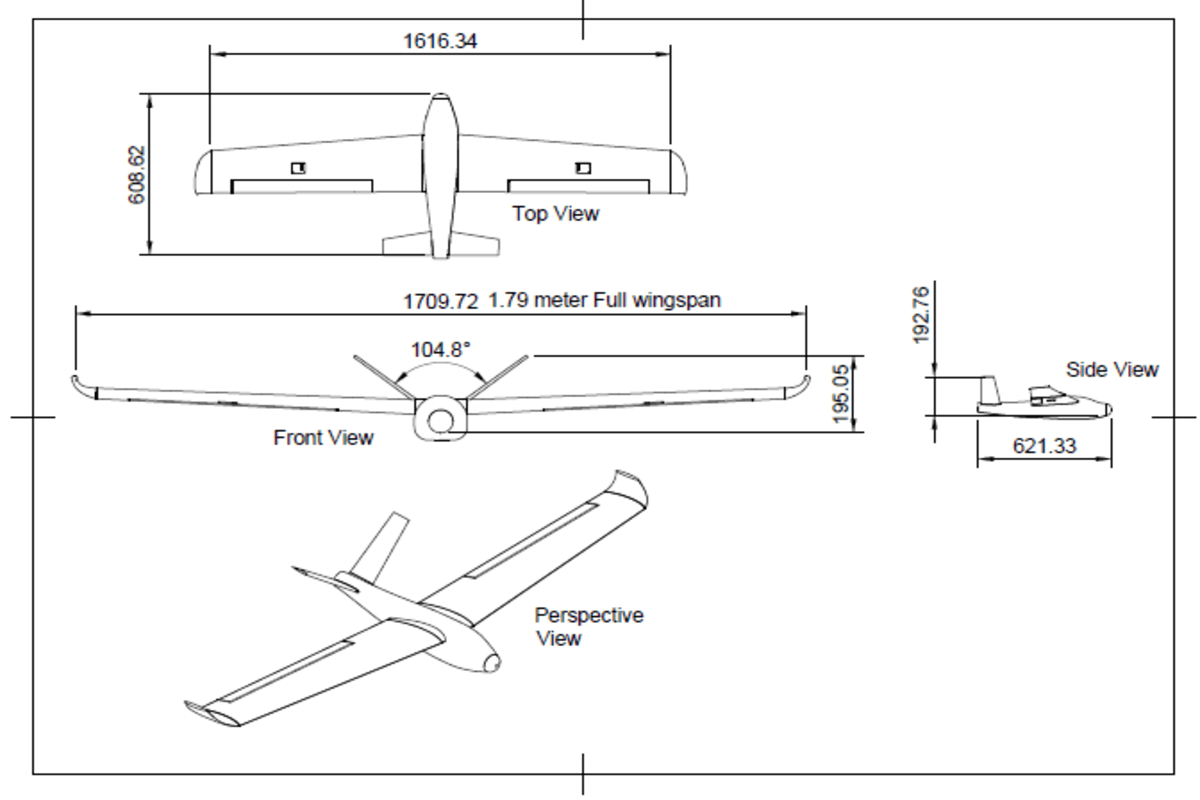 1616.34
608.62
Top View
1709.72 1.79 meter Full wingspan
104.8°
195.05
Front View
192.76
Side View
621.33
Perspective
View